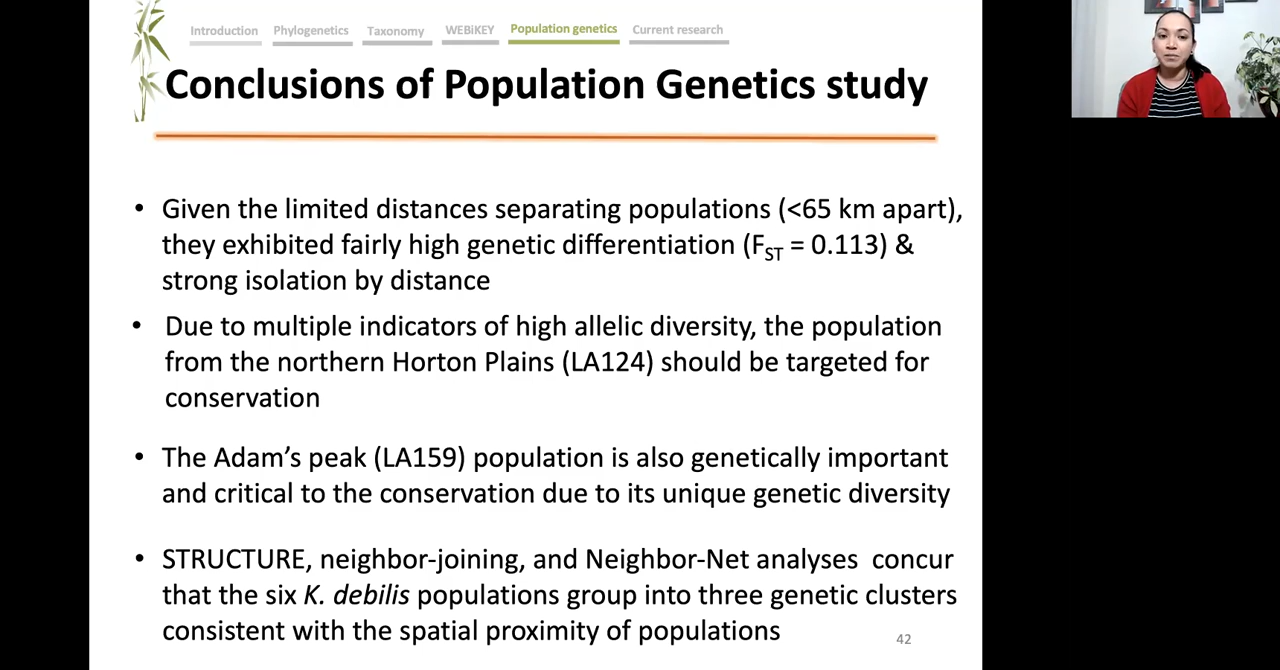 Introduction Phylogenetics Taxonomy WEBiKEY Population genetics Current research
Conclusions of Population Genetics study
• Given the limited distances separating populations (<65 km apart),
they exhibited fairly high genetic differentiation (FST = 0.113) &
strong isolation by distance
• Due to multiple indicators of high allelic diversity, the population
from the northern Horton Plains (LA124) should be targeted for
conservation
• The Adam's peak (LA159) population is also genetically important
and critical to the conservation due to its unique genetic diversity
• STRUCTURE, neighbor-joining, and Neighbor-Net analyses concur
that the six K. debilis populations group into three genetic clusters
consistent with the spatial proximity of populations
42